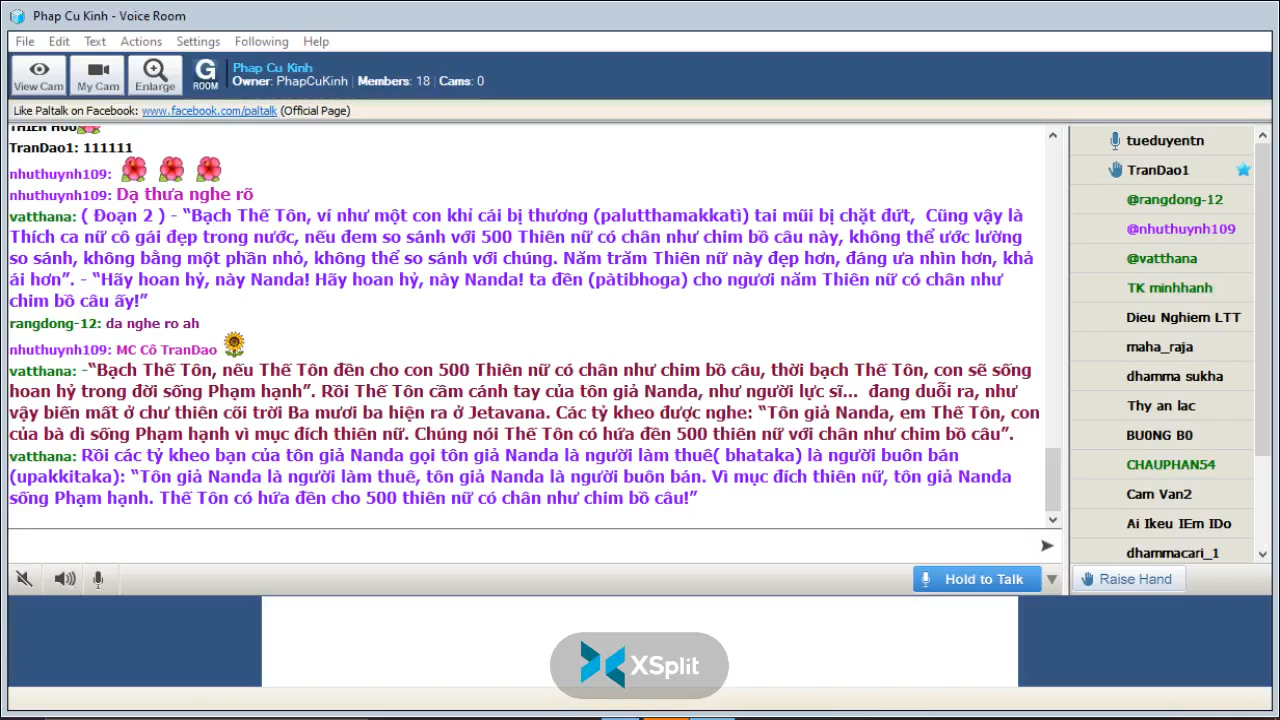 Phap Cu Kinh - Voice Room
File Edit Text Actions Settings Following Help
View Cam My Cam Enlarge G ROOM
Phap Cu Kinh
Owner: PhapCuKinh Members: 18 Cams: 0
Like Paltalk on Facebook: www.facebook.com/paltalk (Official Page)
TranDao1: 111111
nhuthuynh109:
nhuthuynh109: Dạ thưa nghe rõ
vatthana: ( Đoạn 2 ) - “Bạch Thế Tôn, ví như một con khỉ cái bị thương (palutthamakkatì) tai mũi bị chặt đứt, Cũng vậy là
Thích ca nữ cô gái đẹp trong nước, nếu đem so sánh với 500 Thiên nữ có chân như chim bồ câu này, không thể ước lường
so sánh, không bằng một phần nhỏ, không thể so sánh với chúng. Năm trăm Thiên nữ này đẹp hơn, đáng ưa nhìn hơn, khả
ái hơn”. - “Hãy hoan hỷ, này Nanda! Hãy hoan hỷ, này Nanda! ta đền (pàtibhoga) cho ngươi năm Thiên nữ có chân như
chim bồ câu ấy!”
rangdong-12: da nghe ro ah
nhuthuynh109: MC Cô TranDao
vatthana: -“Bạch Thế Tôn, nếu Thế Tôn đền cho con 500 Thiên nữ có chân như chim bồ câu, thời bạch Thế Tôn, con sẽ sống
hoan hỷ trong đời sống Phạm hạnh”. Rồi Thế Tôn cầm cánh tay của tôn giả Nanda, như người lực sĩ... đang duỗi ra, như
vậy biến mất ở chư thiên cõi trời Ba mươi ba hiện ra ở Jetavana. Các tỷ kheo được nghe: “Tôn giả Nanda, em Thế Tôn, con
của bà dì sống Phạm hạnh vì mục đích thiên nữ. Chúng nói Thế Tôn có hứa đền 500 thiên nữ với chân như chim bồ câu”.
vatthana: Rồi các tỷ kheo bạn của tôn giả Nanda gọi tôn giả Nanda là người làm thuê( bhataka) là người buôn bán
(upakkitaka): “Tôn giả Nanda là người làm thuê, tôn giả Nanda là người buôn bán. Vì mục đích thiên nữ, tôn giả Nanda
sống Phạm hạnh. Thế Tôn có hứa đền cho 500 thiên nữ có chân như chim bồ câu!”
tueduyentn
TranDao1
@rangdong-12
@nhuthuynh109
@vatthana
TK minhhanh
Dieu Nghiem LTT
maha_raja
dhamma sukha
Thy an lac
BU0NG B0
CHAUPHAN54
Cam Van2
Ai Ikeu IEm IDo
dhammacari_1
Hold to Talk
Raise Hand
XSplit